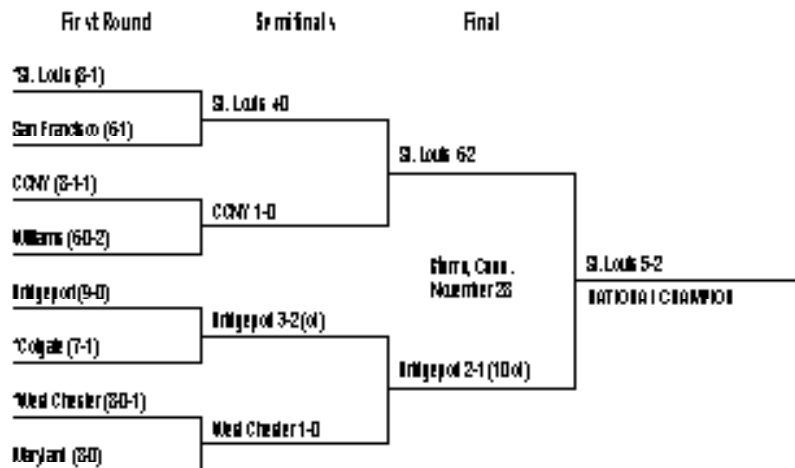 First Round
Semifinals
Final
*St. Louis (8-1)
San Francisco (6-1)
CCNY (8-1-1)
Williams (6-0-2)
Bridgeport (9-0)
*Colgate (7-1)
*West Chester (8-0-1)
Maryland (8-0)
St. Louis 4-0
CCNY 1-0
Bridgeport 3-2 (ot)
West Chester 1-0
St. Louis 6-2
Bridgeport 2-1 (10ot)
Storrs, Conn.
November 28
St. Louis 5-2
NATIONAL CHAMPION